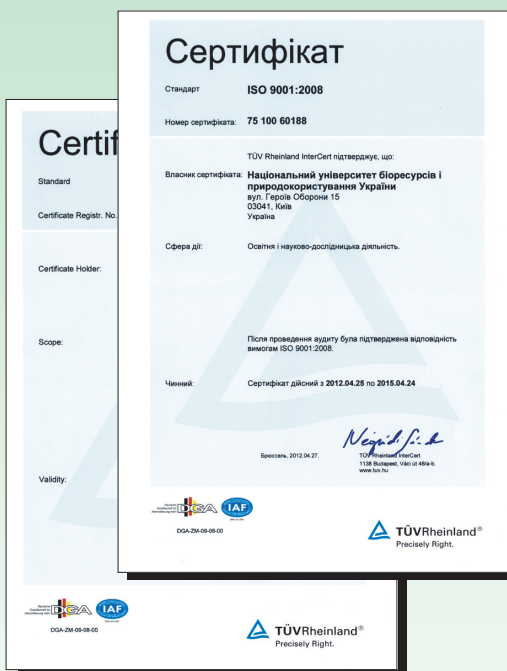 Сертифікат
Стандарт ISO 9001:2008
Номер сертифіката: 75 100 60188
TÜV Rheinland InterCert підтверджує, що:
Власник сертифіката: Національний університет біоресурсів і
природокористування України
вул. Героїв Оборони 15
03041, Київ
Україна
Сфера дії: Освітня і науково-дослідницька діяльність.
Після проведення аудиту була підтверджена відповідність
вимогам ISO 9001:2008.
Чинний: Сертифікат дійсний з 2012.04.25 по 2015.04.24
Брюссель, 2012.04.27.
TÜV Rheinland InterCert
1138 Budapest, Váci út 48/a-b.
www.tuv.hu
DGA IAF
DGA-ZM-09-08-00
TÜVRheinland®
Precisely Right.
Certif
Standard
Certificate Registr. No.
Certificate Holder:
Scope:
Validity:
DGA IAF
DGA-ZM-09-08-00
TÜVRheinland®
Precisely Right.